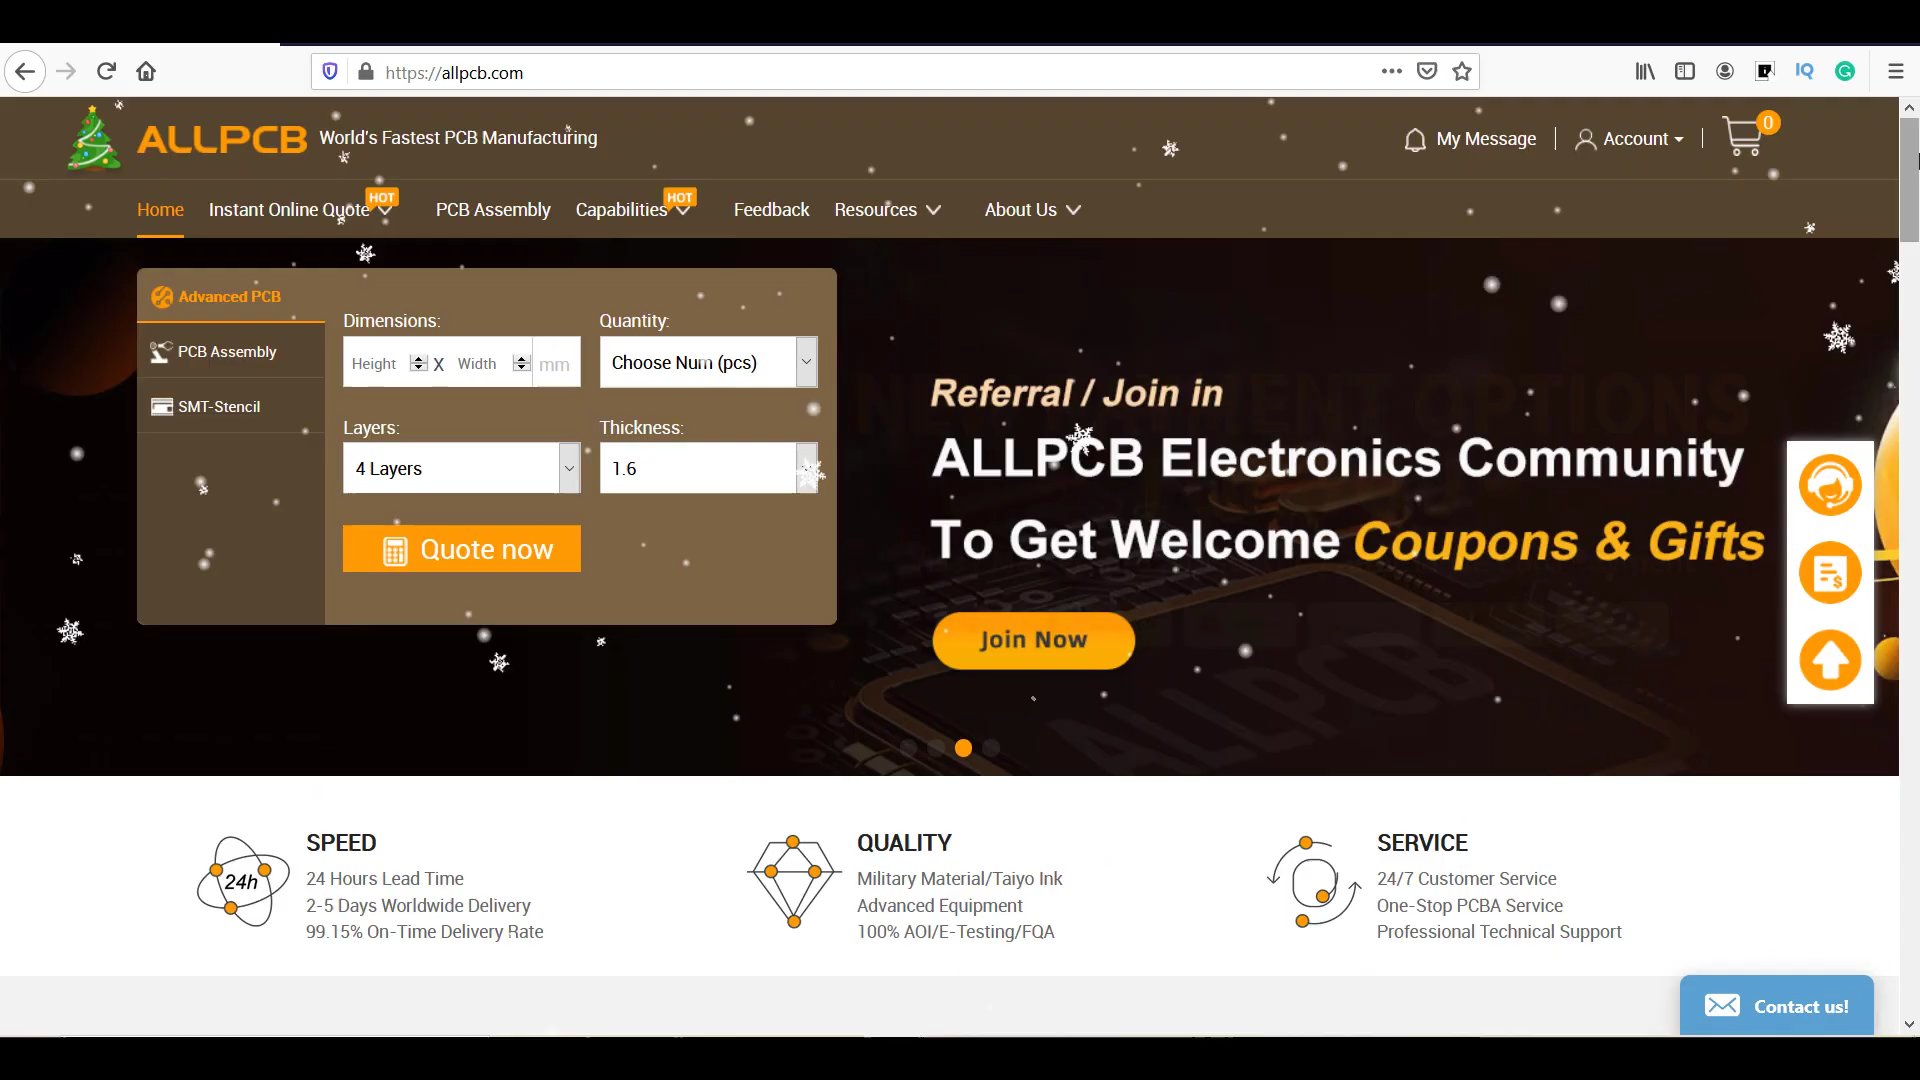 https://allpcb.com
IQ
ALLPCB World's Fastest PCB Manufacturing
My Message Account 0
Home Instant Online Quote HOT PCB Assembly Capabilities HOT Feedback Resources About Us
Advanced PCB
PCB Assembly
SMT-Stencil
Dimensions: Quantity:
Height X Width mm Choose Num (pcs)
Layers: Thickness:
4 Layers 1.6
Quote now
Referral / Join in
ALLPCB Electronics Community
To Get Welcome Coupons & Gifts
Join Now
ALLPCB
SPEED
24h
24 Hours Lead Time
2-5 Days Worldwide Delivery
99.15% On-Time Delivery Rate
QUALITY
Military Material/Taiyo Ink
Advanced Equipment
100% AOI/E-Testing/FQA
SERVICE
24/7 Customer Service
One-Stop PCBA Service
Professional Technical Support
Contact us!